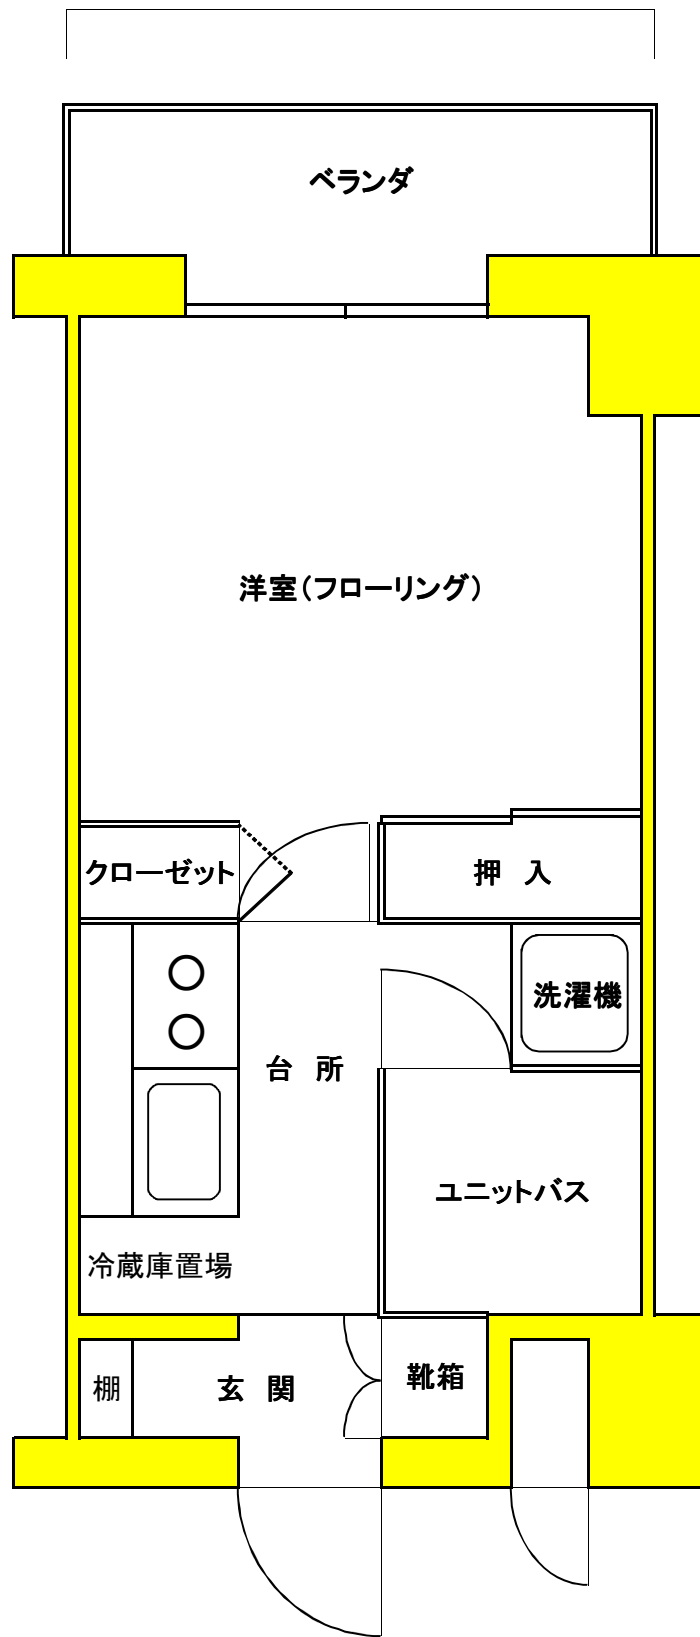 ベランダ
洋室（フローリング）
クローゼット
押 入
洗濯機
台 所
ユニットバス
冷蔵庫置場
棚
玄 関
靴箱